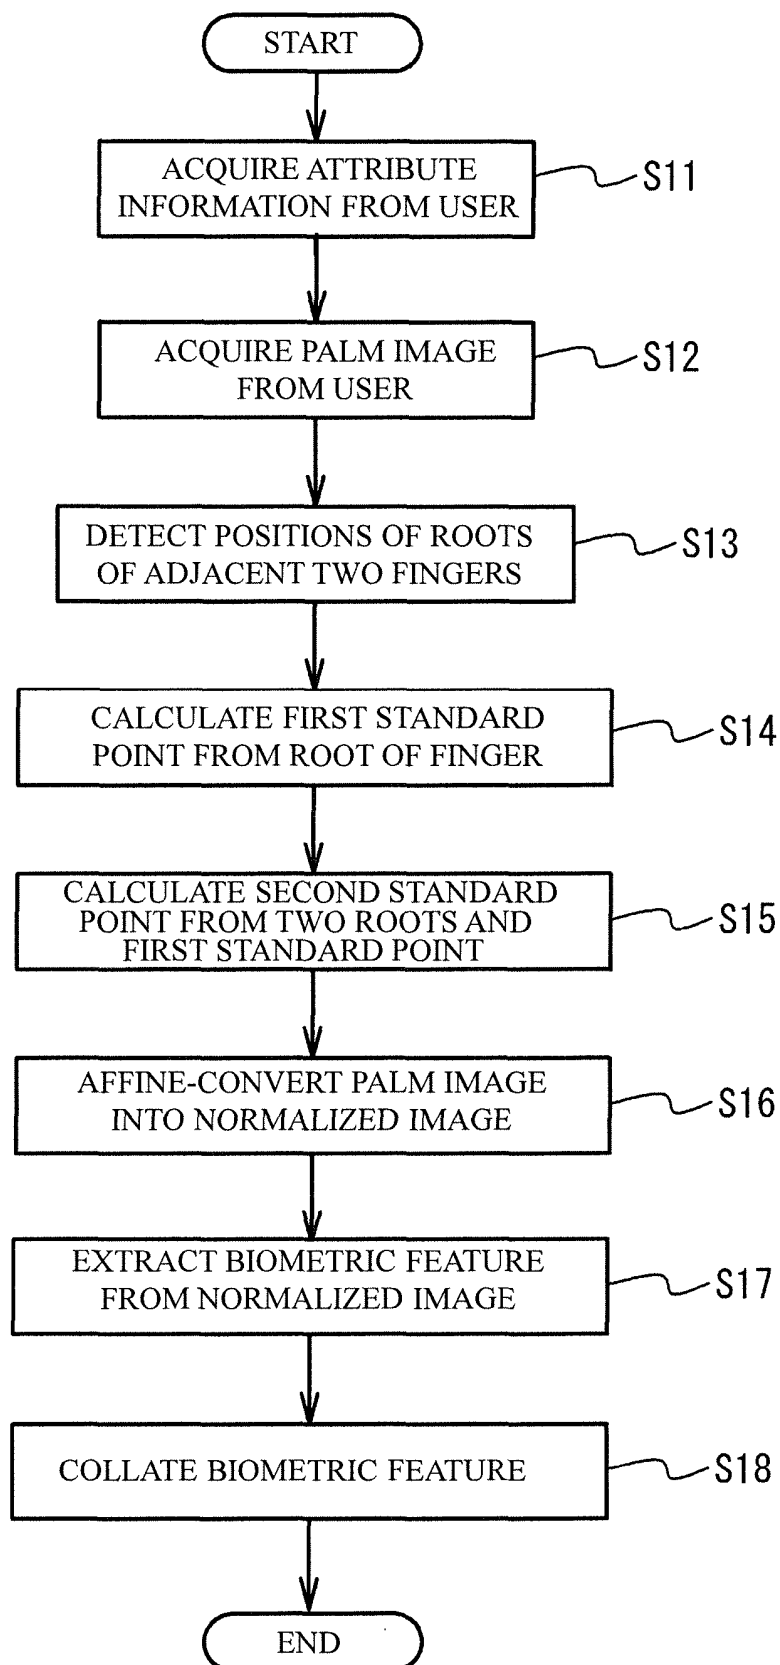 START
ACQUIRE ATTRIBUTE
INFORMATION FROM USER
S11
ACQUIRE PALM IMAGE
FROM USER
S12
DETECT POSITIONS OF ROOTS
OF ADJACENT TWO FINGERS
S13
CALCULATE FIRST STANDARD
POINT FROM ROOT OF FINGER
S14
CALCULATE SECOND STANDARD
POINT FROM TWO ROOTS AND
FIRST STANDARD POINT
S15
AFFINE-CONVERT PALM IMAGE
INTO NORMALIZED IMAGE
S16
EXTRACT BIOMETRIC FEATURE
FROM NORMALIZED IMAGE
S17
COLLATE BIOMETRIC FEATURE
S18
END